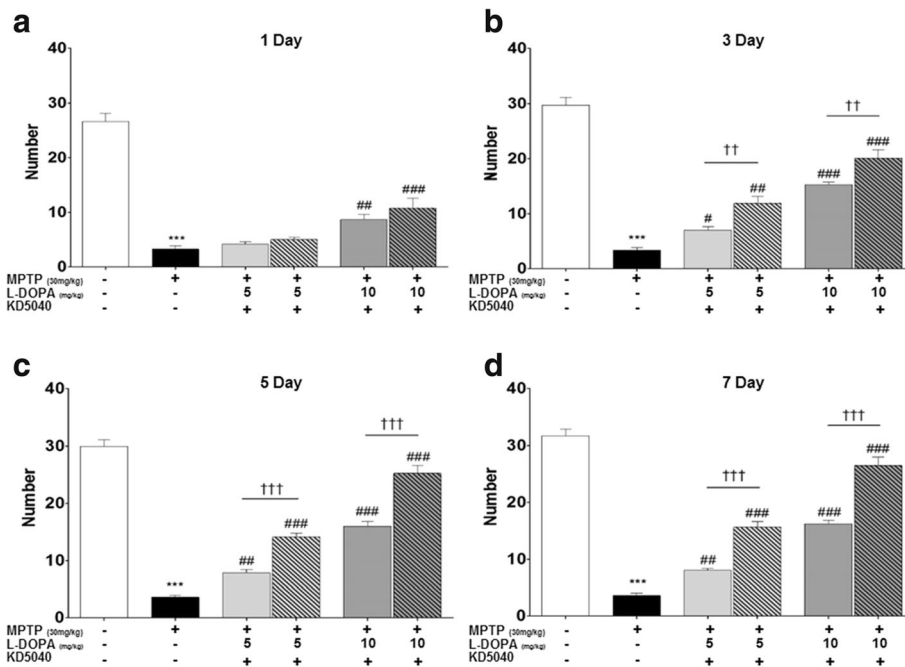 a
1 Day
40
30
20
10
0
Number
***
##
###
MPTP (30mg/kg) - + + + + +
L-DOPA (mg/kg) - - 5 5 10 10
KD5040 - - + + + +
b
3 Day
40
30
20
10
0
Number
††
††
***
#
##
###
###
MPTP (30mg/kg) - + + + + +
L-DOPA (mg/kg) - - 5 5 10 10
KD5040 - - + + + +
c
5 Day
40
30
20
10
0
Number
†††
†††
***
##
###
###
###
MPTP (30mg/kg) - + + + + +
L-DOPA (mg/kg) - - 5 5 10 10
KD5040 - - + + + +
d
7 Day
40
30
20
10
0
Number
†††
†††
***
##
###
###
###
MPTP (30mg/kg) - + + + + +
L-DOPA (mg/kg) - - 5 5 10 10
KD5040 - - + + + +